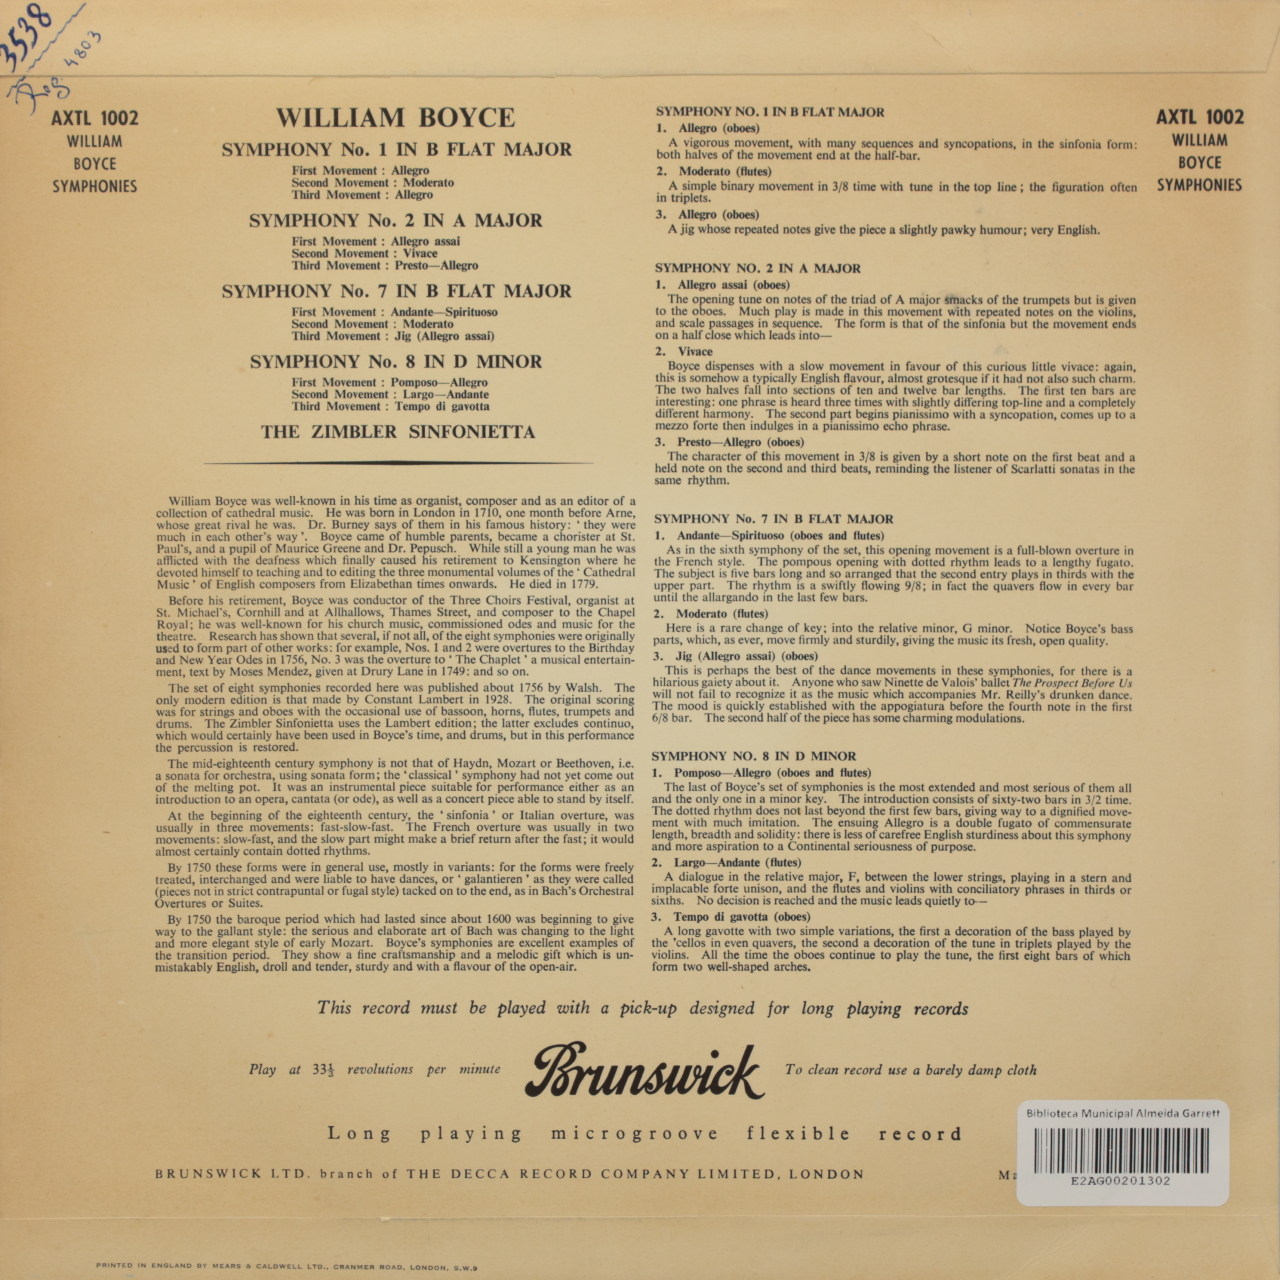 3538
Reg 4803
AXTL 1002
WILLIAM
BOYCE
SYMPHONIES
WILLIAM BOYCE
SYMPHONY No. 1 IN B FLAT MAJOR
First Movement : Allegro
Second Movement : Moderato
Third Movement : Allegro
SYMPHONY No. 2 IN A MAJOR
First Movement : Allegro assai
Second Movement : Vivace
Third Movement : Presto—Allegro
SYMPHONY No. 7 IN B FLAT MAJOR
First Movement : Andante—Spirituoso
Second Movement : Moderato
Third Movement : Jig (Allegro assai)
SYMPHONY No. 8 IN D MINOR
First Movement : Pomposo—Allegro
Second Movement : Largo—Andante
Third Movement : Tempo di gavotta
THE ZIMBLER SINFONIETTA
William Boyce was well-known in his time as organist, composer and as an editor of a
collection of cathedral music. He was born in London in 1710, one month before Arne,
whose great rival he was. Dr. Burney says of them in his famous history: ‘ they were
much in each other's way ’. Boyce came of humble parents, became a chorister at St.
Paul's, and a pupil of Maurice Greene and Dr. Pepusch. While still a young man he was
afflicted with the deafness which finally caused his retirement to Kensington where he
devoted himself to teaching and to editing the three monumental volumes of the ‘ Cathedral
Music ’ of English composers from Elizabethan times onwards. He died in 1779.
Before his retirement, Boyce was conductor of the Three Choirs Festival, organist at
St. Michael's, Cornhill and at Allhallows, Thames Street, and composer to the Chapel
Royal; he was well-known for his church music, commissioned odes and music for the
theatre. Research has shown that several, if not all, of the eight symphonies were originally
used to form part of other works: for example, Nos. 1 and 2 were overtures to the Birthday
and New Year Odes in 1756, No. 3 was the overture to ‘ The Chaplet ’ a musical entertain-
ment, text by Moses Mendez, given at Drury Lane in 1749: and so on.
The set of eight symphonies recorded here was published about 1756 by Walsh. The
only modern edition is that made by Constant Lambert in 1928. The original scoring
was for strings and oboes with the occasional use of bassoon, horns, flutes, trumpets and
drums. The Zimbler Sinfonietta uses the Lambert edition; the latter excludes continuo,
which would certainly have been used in Boyce's time, and drums, but in this performance
the percussion is restored.
The mid-eighteenth century symphony is not that of Haydn, Mozart or Beethoven, i.e.
a sonata for orchestra, using sonata form; the ‘classical ’ symphony had not yet come out
of the melting pot. It was an instrumental piece suitable for performance either as an
introduction to an opera, cantata (or ode), as well as a concert piece able to stand by itself.
At the beginning of the eighteenth century, the ‘ sinfonia ’ or Italian overture, was
usually in three movements: fast-slow-fast. The French overture was usually in two
movements: slow-fast, and the slow part might make a brief return after the fast; it would
almost certainly contain dotted rhythms.
By 1750 these forms were in general use, mostly in variants: for the forms were freely
treated, interchanged and were liable to have dances, or ‘ galantieren ’ as they were called
(pieces not in strict contrapuntal or fugal style) tacked on to the end, as in Bach's Orchestral
Overtures or Suites.
By 1750 the baroque period which had lasted since about 1600 was beginning to give
way to the gallant style: the serious and elaborate art of Bach was changing to the light
and more elegant style of early Mozart. Boyce's symphonies are excellent examples of
the transition period. They show a fine craftsmanship and a melodic gift which is un-
mistakably English, droll and tender, sturdy and with a flavour of the open-air.
SYMPHONY NO. 1 IN B FLAT MAJOR
1. Allegro (oboes)
A vigorous movement, with many sequences and syncopations, in the sinfonia form:
both halves of the movement end at the half-bar.
2. Moderato (flutes)
A simple binary movement in 3/8 time with tune in the top line ; the figuration often
in triplets.
3. Allegro (oboes)
A jig whose repeated notes give the piece a slightly pawky humour; very English.
SYMPHONY NO. 2 IN A MAJOR
1. Allegro assai (oboes)
The opening tune on notes of the triad of A major smacks of the trumpets but is given
to the oboes. Much play is made in this movement with repeated notes on the violins,
and scale passages in sequence. The form is that of the sinfonia but the movement ends
on a half close which leads into—
2. Vivace
Boyce dispenses with a slow movement in favour of this curious little vivace: again,
this is somehow a typically English flavour, almost grotesque if it had not also such charm.
The two halves fall into sections of ten and twelve bar lengths. The first ten bars are
interesting: one phrase is heard three times with slightly differing top-line and a completely
different harmony. The second part begins pianissimo with a syncopation, comes up to a
mezzo forte then indulges in a pianissimo echo phrase.
3. Presto—Allegro (oboes)
The character of this movement in 3/8 is given by a short note on the first beat and a
held note on the second and third beats, reminding the listener of Scarlatti sonatas in the
same rhythm.
SYMPHONY No. 7 IN B FLAT MAJOR
1. Andante—Spirituoso (oboes and flutes)
As in the sixth symphony of the set, this opening movement is a full-blown overture in
the French style. The pompous opening with dotted rhythm leads to a lengthy fugato.
The subject is five bars long and so arranged that the second entry plays in thirds with the
upper part. The rhythm is a swiftly flowing 9/8; in fact the quavers flow in every bar
until the allargando in the last few bars.
2. Moderato (flutes)
Here is a rare change of key; into the relative minor, G minor. Notice Boyce's bass
parts, which, as ever, move firmly and sturdily, giving the music its fresh, open quality.
3. Jig (Allegro assai) (oboes)
This is perhaps the best of the dance movements in these symphonies, for there is a
hilarious gaiety about it. Anyone who saw Ninette de Valois' ballet The Prospect Before Us
will not fail to recognize it as the music which accompanies Mr. Reilly's drunken dance.
The mood is quickly established with the appogiatura before the fourth note in the first
6/8 bar. The second half of the piece has some charming modulations.
SYMPHONY NO. 8 IN D MINOR
1. Pomposo—Allegro (oboes and flutes)
The last of Boyce's set of symphonies is the most extended and most serious of them all
and the only one in a minor key. The introduction consists of sixty-two bars in 3/2 time.
The dotted rhythm does not last beyond the first few bars, giving way to a dignified move-
ment with much imitation. The ensuing Allegro is a double fugato of commensurate
length, breadth and solidity: there is less of carefree English sturdiness about this symphony
and more aspiration to a Continental seriousness of purpose.
2. Largo—Andante (flutes)
A dialogue in the relative major, F, between the lower strings, playing in a stern and
implacable forte unison, and the flutes and violins with conciliatory phrases in thirds or
sixths. No decision is reached and the music leads quietly to—
3. Tempo di gavotta (oboes)
A long gavotte with two simple variations, the first a decoration of the bass played by
the 'cellos in even quavers, the second a decoration of the tune in triplets played by the
violins. All the time the oboes continue to play the tune, the first eight bars of which
form two well-shaped arches.
AXTL 1002
WILLIAM
BOYCE
SYMPHONIES
This record must be played with a pick-up designed for long playing records
Play at 33⅓ revolutions per minute
Brunswick
To clean record use a barely damp cloth
Long playing microgroove flexible record
BRUNSWICK LTD. branch of THE DECCA RECORD COMPANY LIMITED, LONDON
Biblioteca Municipal Almeida Garrett
E2AG00201302
PRINTED IN ENGLAND BY MEARS & CALDWELL LTD., CRANMER ROAD, LONDON, S.W.9